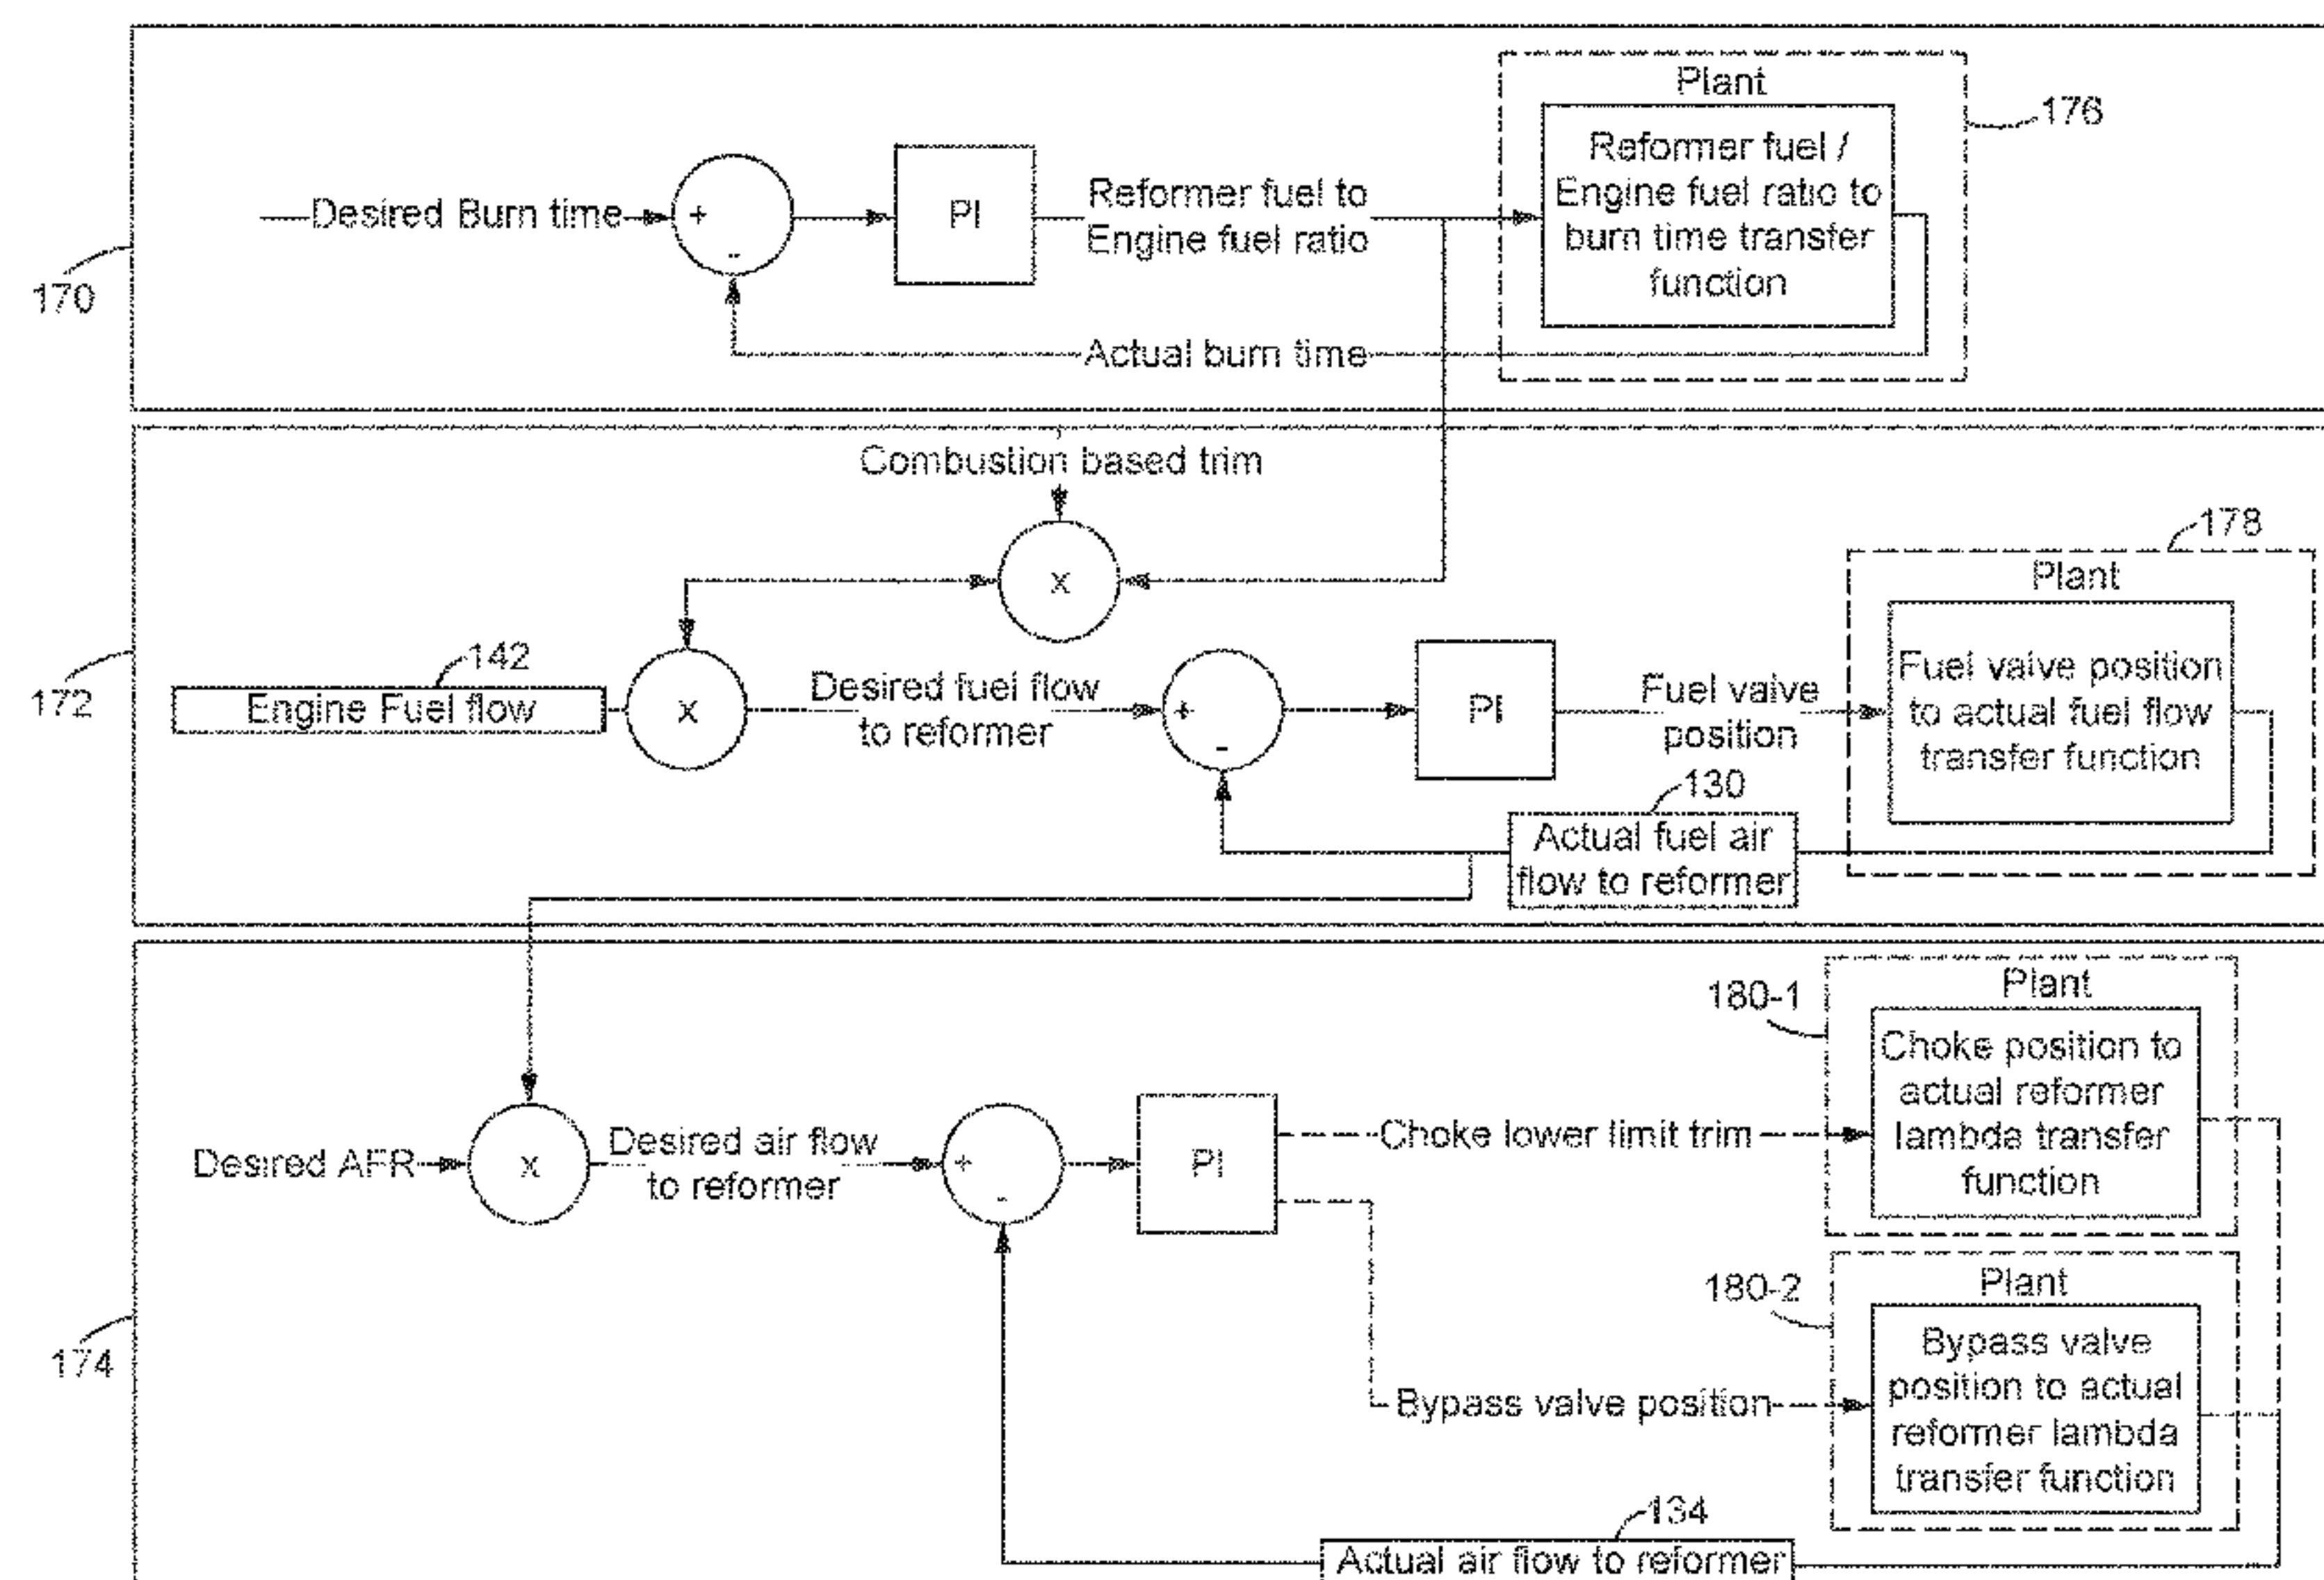 Plant
176
Reformer fuel /
Engine fuel ratio to
burn time transfer
function
Desired Burn time
+
-
PI
Reformer fuel to
Engine fuel ratio
170
Actual burn time
Combustion based trim
x
178
Plant
142
Engine Fuel flow
x
Desired fuel flow
to reformer
+
-
PI
Fuel valve
position
Fuel valve position
to actual fuel flow
transfer function
172
130
Actual fuel air
flow to reformer
180-1
Plant
Choke position to
actual reformer
lambda transfer
function
Desired AFR
x
Desired air flow
to reformer
+
-
PI
Choke lower limit trim
180-2
Plant
Bypass valve
position to actual
reformer lambda
transfer function
174
Bypass valve position
134
Actual air flow to reformer